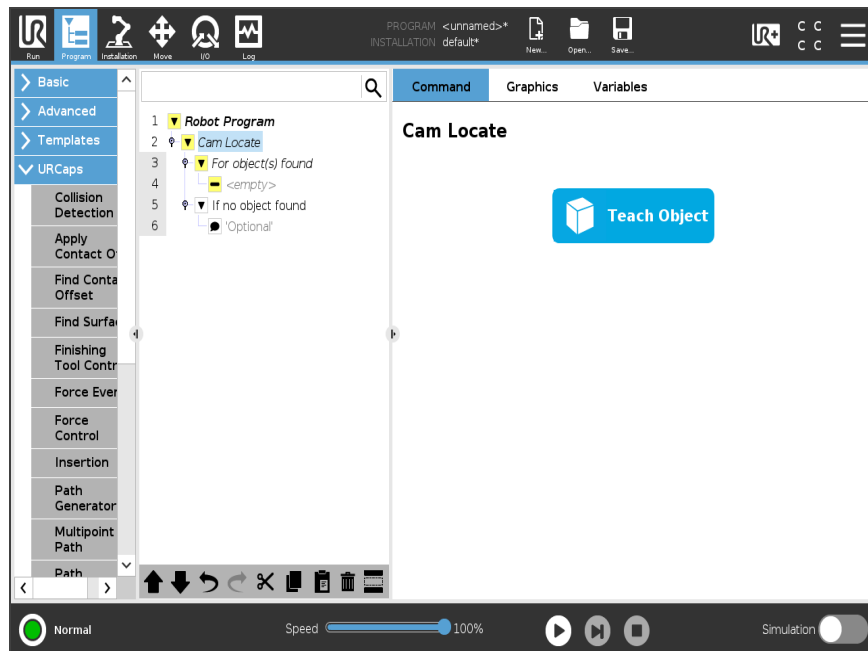 PROGRAM <unnamed>*
INSTALLATION default*
Run
Program
Installation
Move
I/O
Log
New...
Open...
Save...
UR+
C C
C C
Basic
Advanced
Templates
URCaps
Collision
Detection
Apply
Contact O
Find Conta
Offset
Find Surfa
Finishing
Tool Contr
Force Ever
Force
Control
Insertion
Path
Generator
Multipoint
Path
Path
1 Robot Program
2 Cam Locate
3 For object(s) found
4 <empty>
5 If no object found
6 'Optional'
Command Graphics Variables
Cam Locate
Teach Object
Normal
Speed 100%
Simulation